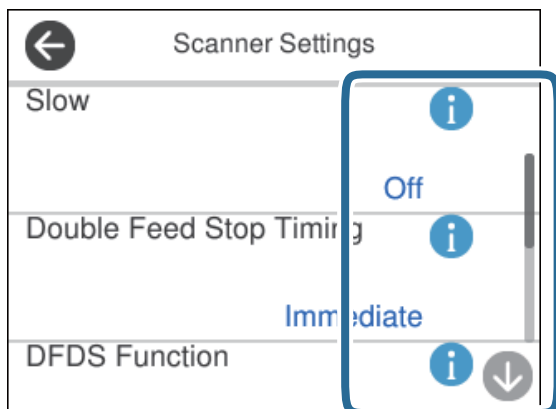 Scanner Settings
Slow
i
Off
Double Feed Stop Timing
i
Immediate
DFDS Function
i